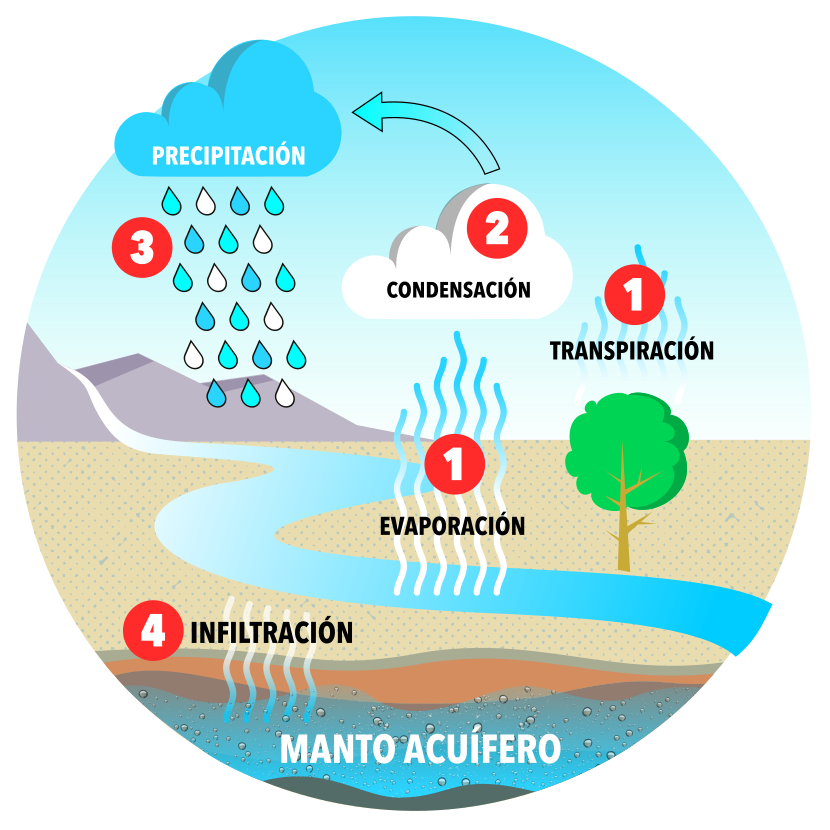 PRECIPITACIÓN
3
2
CONDENSACIÓN
1
TRANSPIRACIÓN
1
EVAPORACIÓN
4 INFILTRACIÓN
MANTO ACUÍFERO